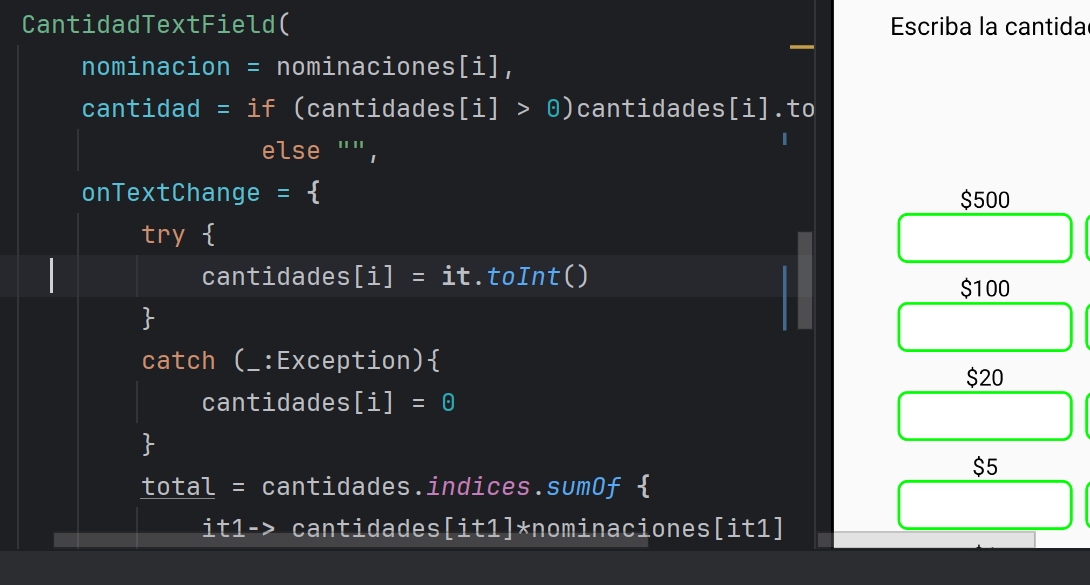 CantidadTextField(
nominacion = nominaciones[i],
cantidad = if (cantidades[i] > 0)cantidades[i].to
else "",
onTextChange = {
try {
cantidades[i] = it.toInt()
}
catch (_:Exception){
cantidades[i] = 0
}
total = cantidades.indices.sumOf {
it1-> cantidades[it1]*nominaciones[it1]
Escriba la cantida
$500
$100
$20
$5